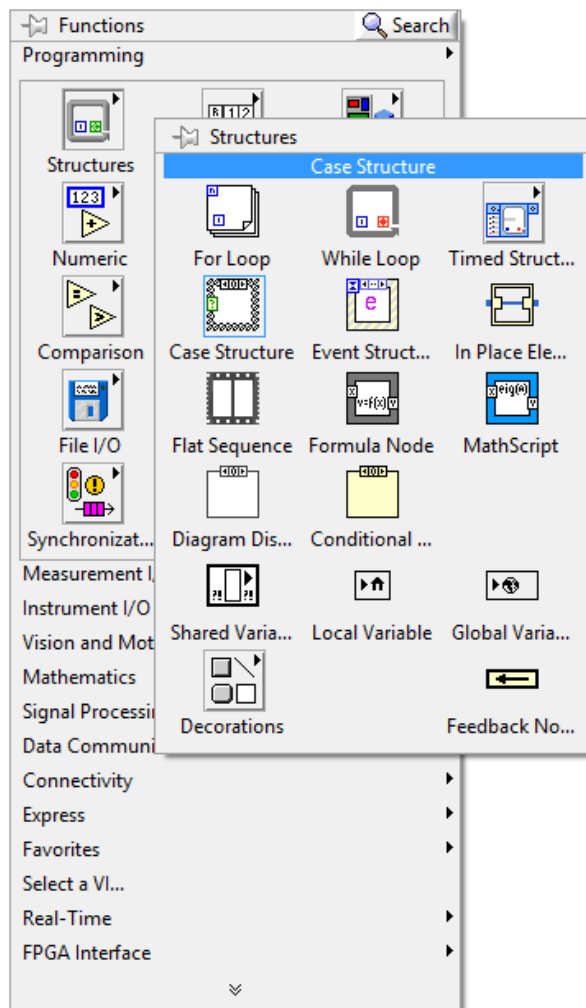 Functions
Search
Programming
Structures
Structures
Case Structure
For Loop
While Loop
Timed Struct...
Numeric
Case Structure
Event Struct...
In Place Ele...
Comparison
Flat Sequence
Formula Node
MathScript
File I/O
Diagram Dis...
Conditional ...
Synchronizat...
Shared Varia...
Local Variable
Global Varia...
Decorations
Feedback No...
Measurement I/
Instrument I/O
Vision and Mot
Mathematics
Signal Processi
Data Communi
Connectivity
Express
Favorites
Select a VI...
Real-Time
FPGA Interface